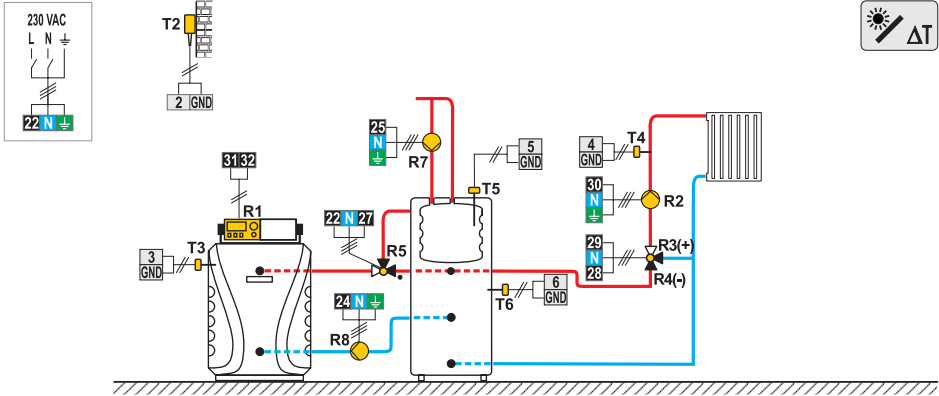 230 VAC
L N
22 N
T2
2 GND
ΔT
25
N
R7
5
GND
T5
4
GND
T4
30
N
R2
31 32
R1
22 N 27
R5
3
GND
T3
29
N
28
R3(+)
R4(-)
6
GND
T6
24 N
R8